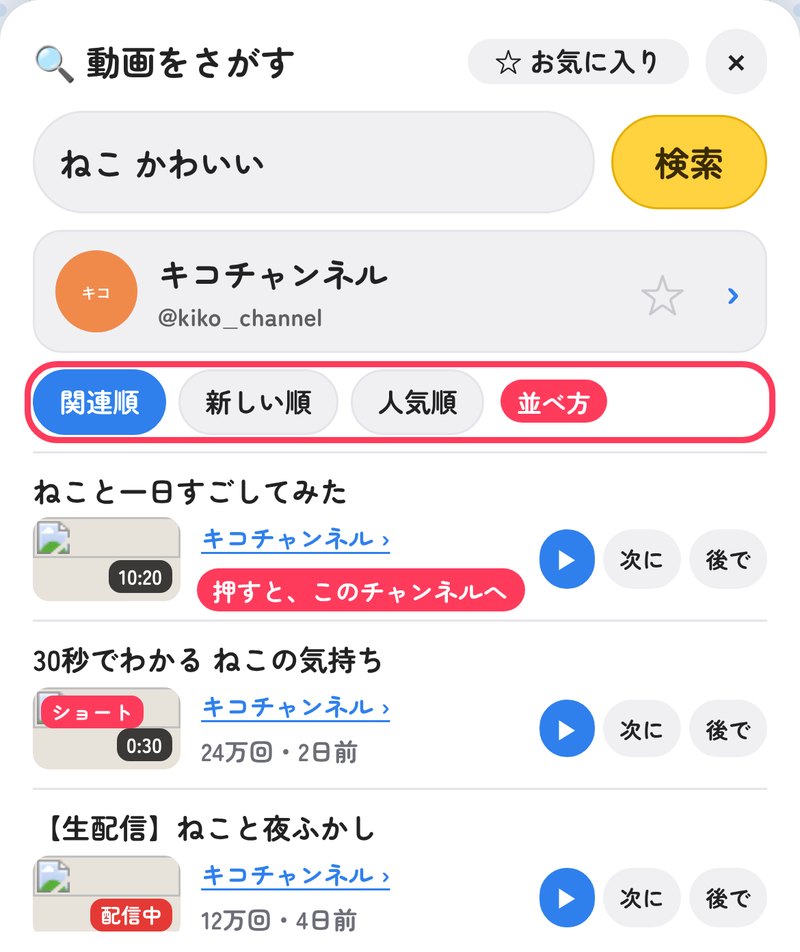 🔍 動画をさがす
☆ お気に入り
×
ねこ かわいい
検索
キコ
キコチャンネル
@kiko_channel
☆ ›
関連順 新しい順 人気順 並べ方
ねこと一日すごしてみた
10:20
キコチャンネル ›
押すと、このチャンネルへ
次に 後で
30秒でわかる ねこの気持ち
ショート
0:30
キコチャンネル ›
24万回・2日前
次に 後で
【生配信】ねこと夜ふかし
配信中
キコチャンネル ›
12万回・4日前
次に 後で